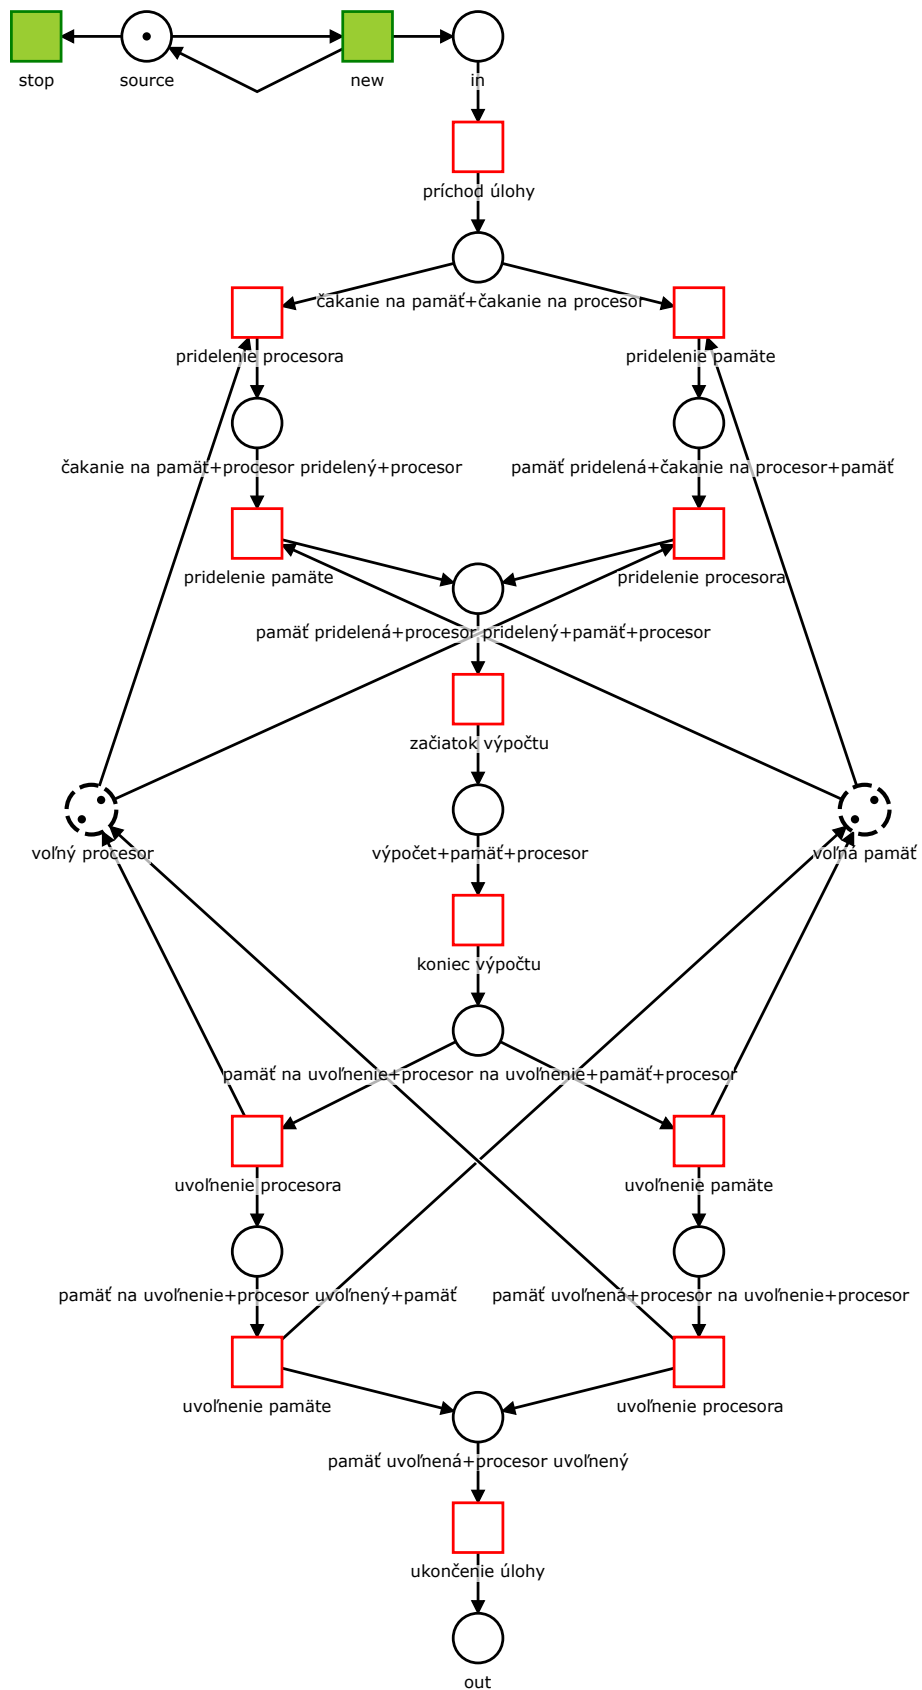 stop
source
new
in
príchod úlohy
čakanie na pamäť+čakanie na procesor
pridelenie procesora
pridelenie pamäte
čakanie na pamäť+procesor pridelený+procesor
pamäť pridelená+čakanie na procesor+pamäť
pridelenie pamäte
pridelenie procesora
pamäť pridelená+procesor pridelený+pamäť+procesor
začiatok výpočtu
voľný procesor
výpočet+pamäť+procesor
voľná pamäť
koniec výpočtu
pamäť na uvoľnenie+procesor na uvoľnenie+pamäť+procesor
uvoľnenie procesora
uvoľnenie pamäte
pamäť na uvoľnenie+procesor uvoľnený+pamäť
pamäť uvoľnená+procesor na uvoľnenie+procesor
uvoľnenie pamäte
uvoľnenie procesora
pamäť uvoľnená+procesor uvoľnený
ukončenie úlohy
out